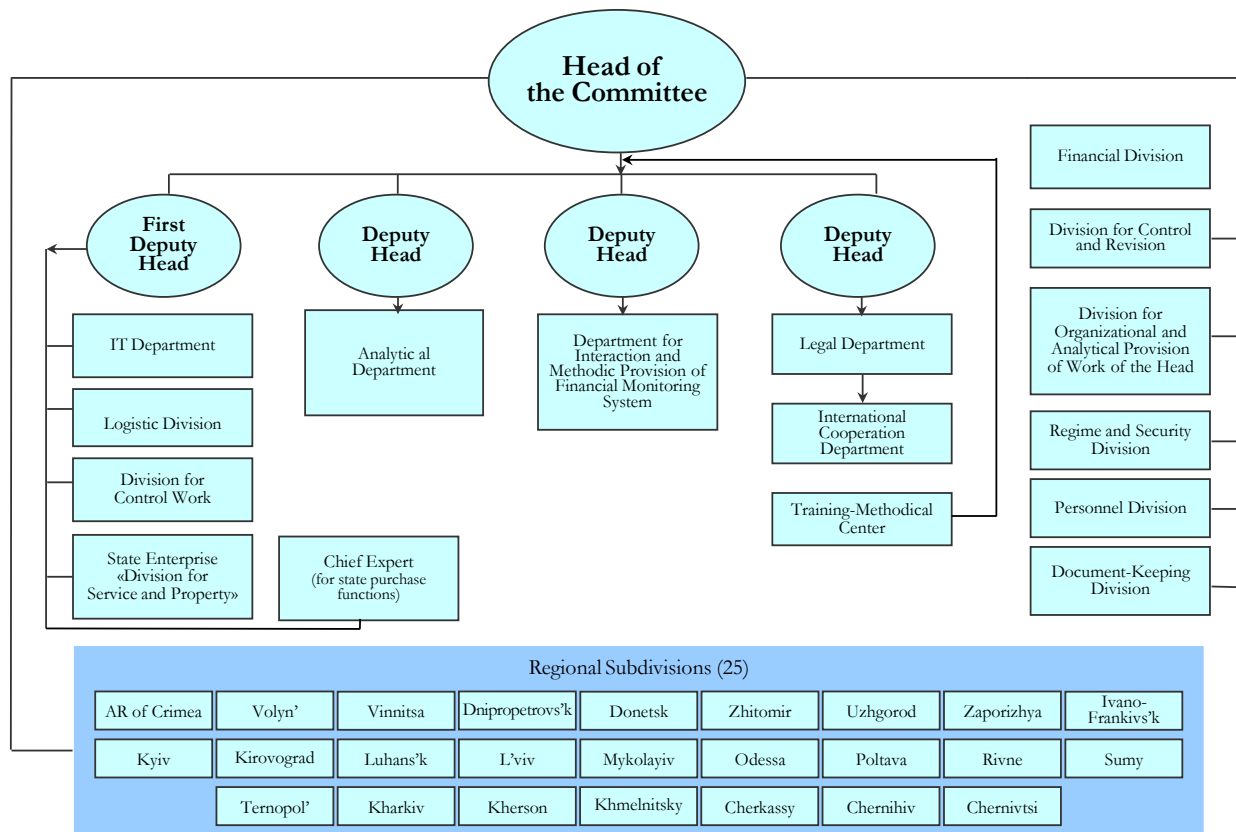 Head of
the Committee
Financial Division
First
Deputy
Head
Deputy
Head
Deputy
Head
Deputy
Head
Division for Control
and Revision
IT Department
Analytic al
Department
Department for
Interaction and
Methodic Provision of
Financial Monitoring
System
Legal Department
Division for
Organizational and
Analytical Provision
of Work of the Head
Logistic Division
International
Cooperation
Department
Regime and Security
Division
Division for
Control Work
Training-Methodical
Center
Personnel Division
State Enterprise
«Division for
Service and Property»
Chief Expert
(for state purchase
functions)
Document-Keeping
Division
Regional Subdivisions (25)
AR of Crimea
Volyn’
Vinnitsa
Dnipropetrovs’k
Donetsk
Zhitomir
Uzhgorod
Zaporizhya
Ivano-
Frankivs’k
Kyiv
Kirovograd
Luhans’k
L’viv
Mykolayiv
Odessa
Poltava
Rivne
Sumy
Ternopol’
Kharkiv
Kherson
Khmelnitsky
Cherkassy
Chernihiv
Chernivtsi